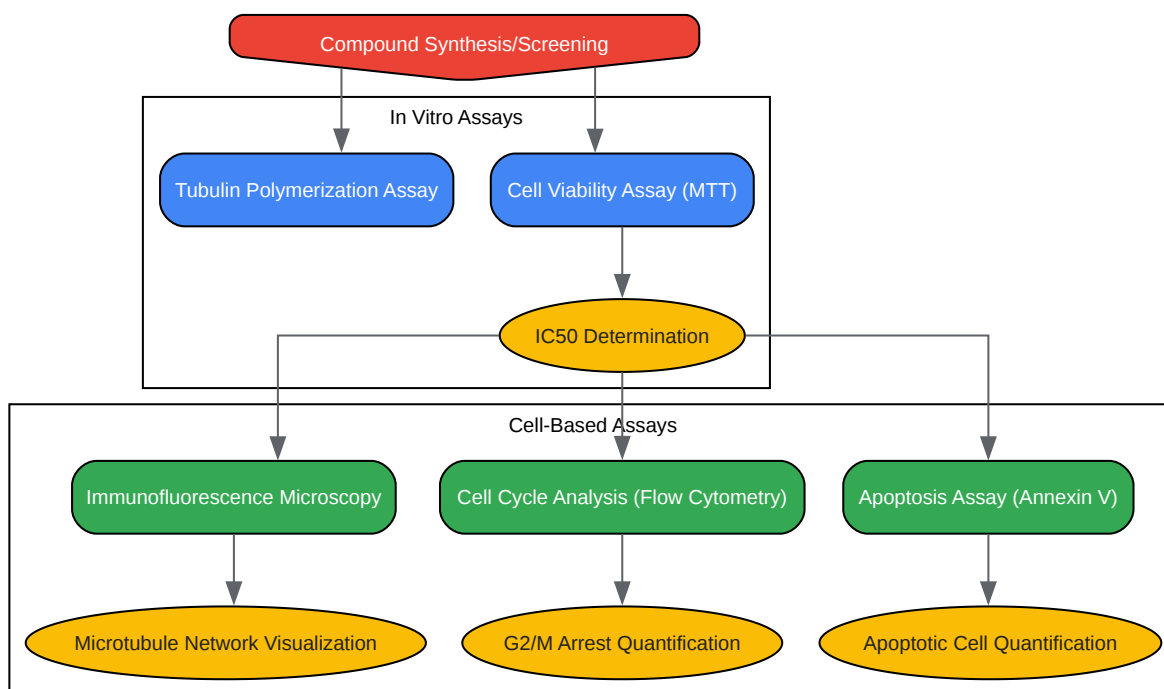 Compound Synthesis/Screening
In Vitro Assays
Tubulin Polymerization Assay
Cell Viability Assay (MTT)
IC50 Determination
Cell-Based Assays
Immunofluorescence Microscopy
Cell Cycle Analysis (Flow Cytometry)
Apoptosis Assay (Annexin V)
Microtubule Network Visualization
G2/M Arrest Quantification
Apoptotic Cell Quantification